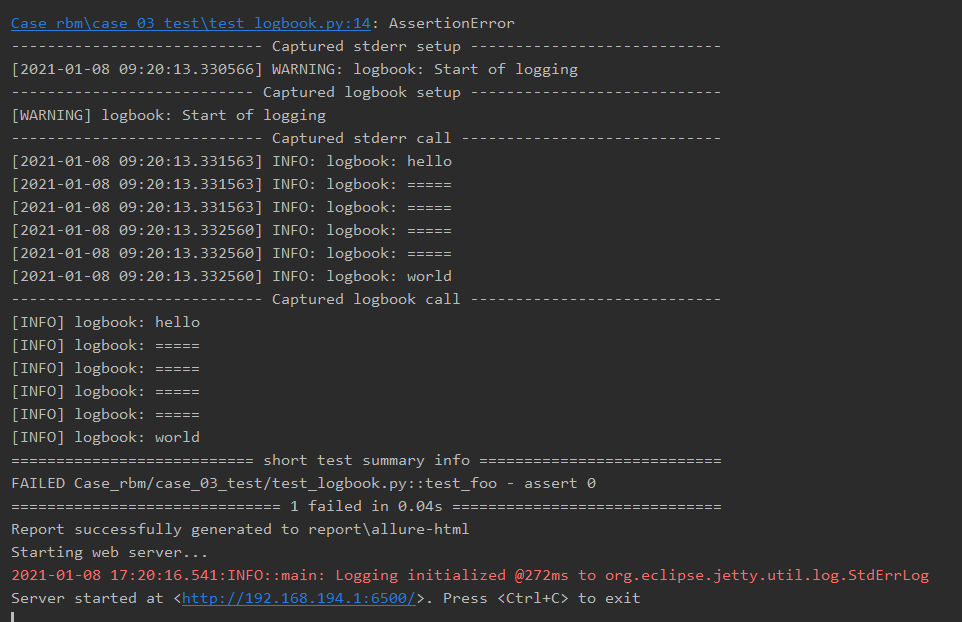 Case_rbm\case_03_test\test_logbook.py:14: AssertionError
---------------------------- Captured stderr setup ----------------------------
[2021-01-08 09:20:13.330566] WARNING: logbook: Start of logging
--------------------------- Captured logbook setup ----------------------------
[WARNING] logbook: Start of logging
---------------------------- Captured stderr call -----------------------------
[2021-01-08 09:20:13.331563] INFO: logbook: hello
[2021-01-08 09:20:13.331563] INFO: logbook: =====
[2021-01-08 09:20:13.331563] INFO: logbook: =====
[2021-01-08 09:20:13.332560] INFO: logbook: =====
[2021-01-08 09:20:13.332560] INFO: logbook: =====
[2021-01-08 09:20:13.332560] INFO: logbook: world
---------------------------- Captured logbook call ----------------------------
[INFO] logbook: hello
[INFO] logbook: =====
[INFO] logbook: =====
[INFO] logbook: =====
[INFO] logbook: =====
[INFO] logbook: world
=========================== short test summary info ===========================
FAILED Case_rbm/case_03_test/test_logbook.py::test_foo - assert 0
============================== 1 failed in 0.04s ==============================
Report successfully generated to report\allure-html
Starting web server...
2021-01-08 17:20:16.541:INFO::main: Logging initialized @272ms to org.eclipse.jetty.util.log.StdErrLog
Server started at <http://192.168.194.1:6500/>. Press <Ctrl+C> to exit